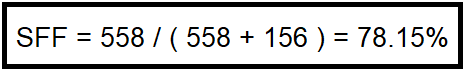 SFF = 558 / ( 558 + 156 ) = 78.15%